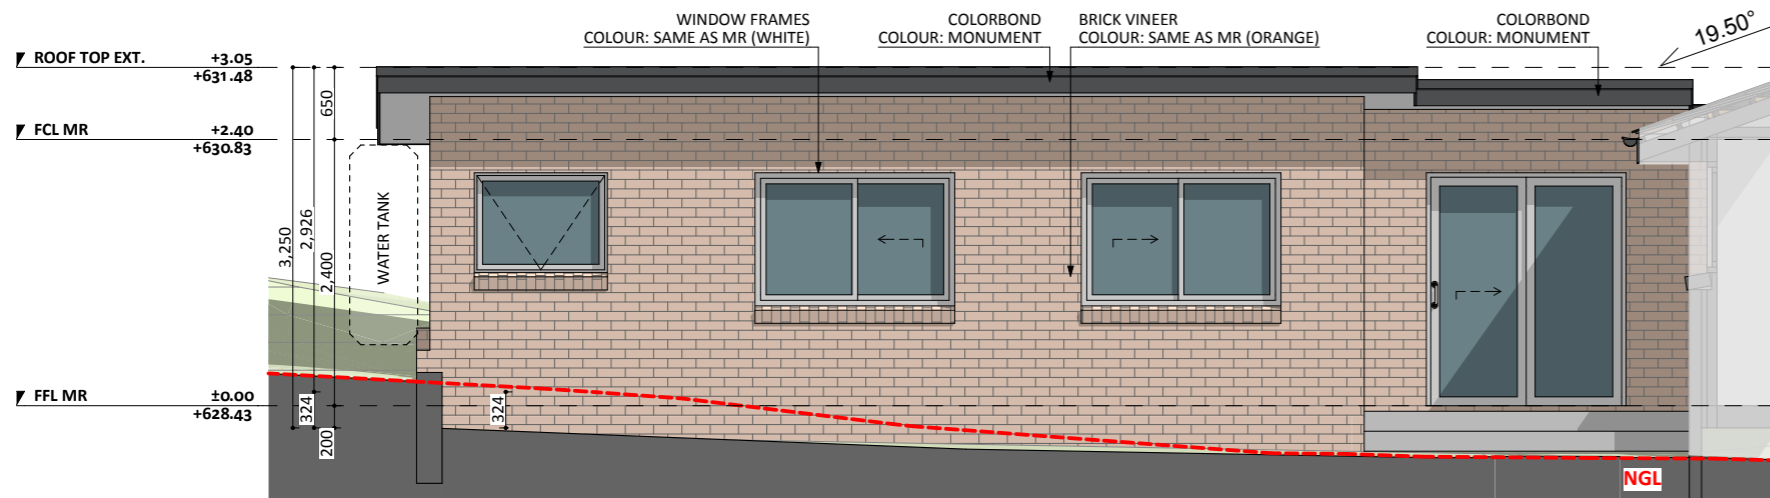 WINDOW FRAMES
COLOUR: SAME AS MR (WHITE)
COLORBOND
COLOUR: MONUMENT
BRICK VINEER
COLOUR: SAME AS MR (ORANGE)
COLORBOND
COLOUR: MONUMENT
19.50°
ROOF TOP EXT. +3.05
+631.48
650
FCL MR +2.40
+630.83
WATER TANK
3,250
2,926
2,400
FFL MR ±0.00
+628.43
324
200
324
NGL